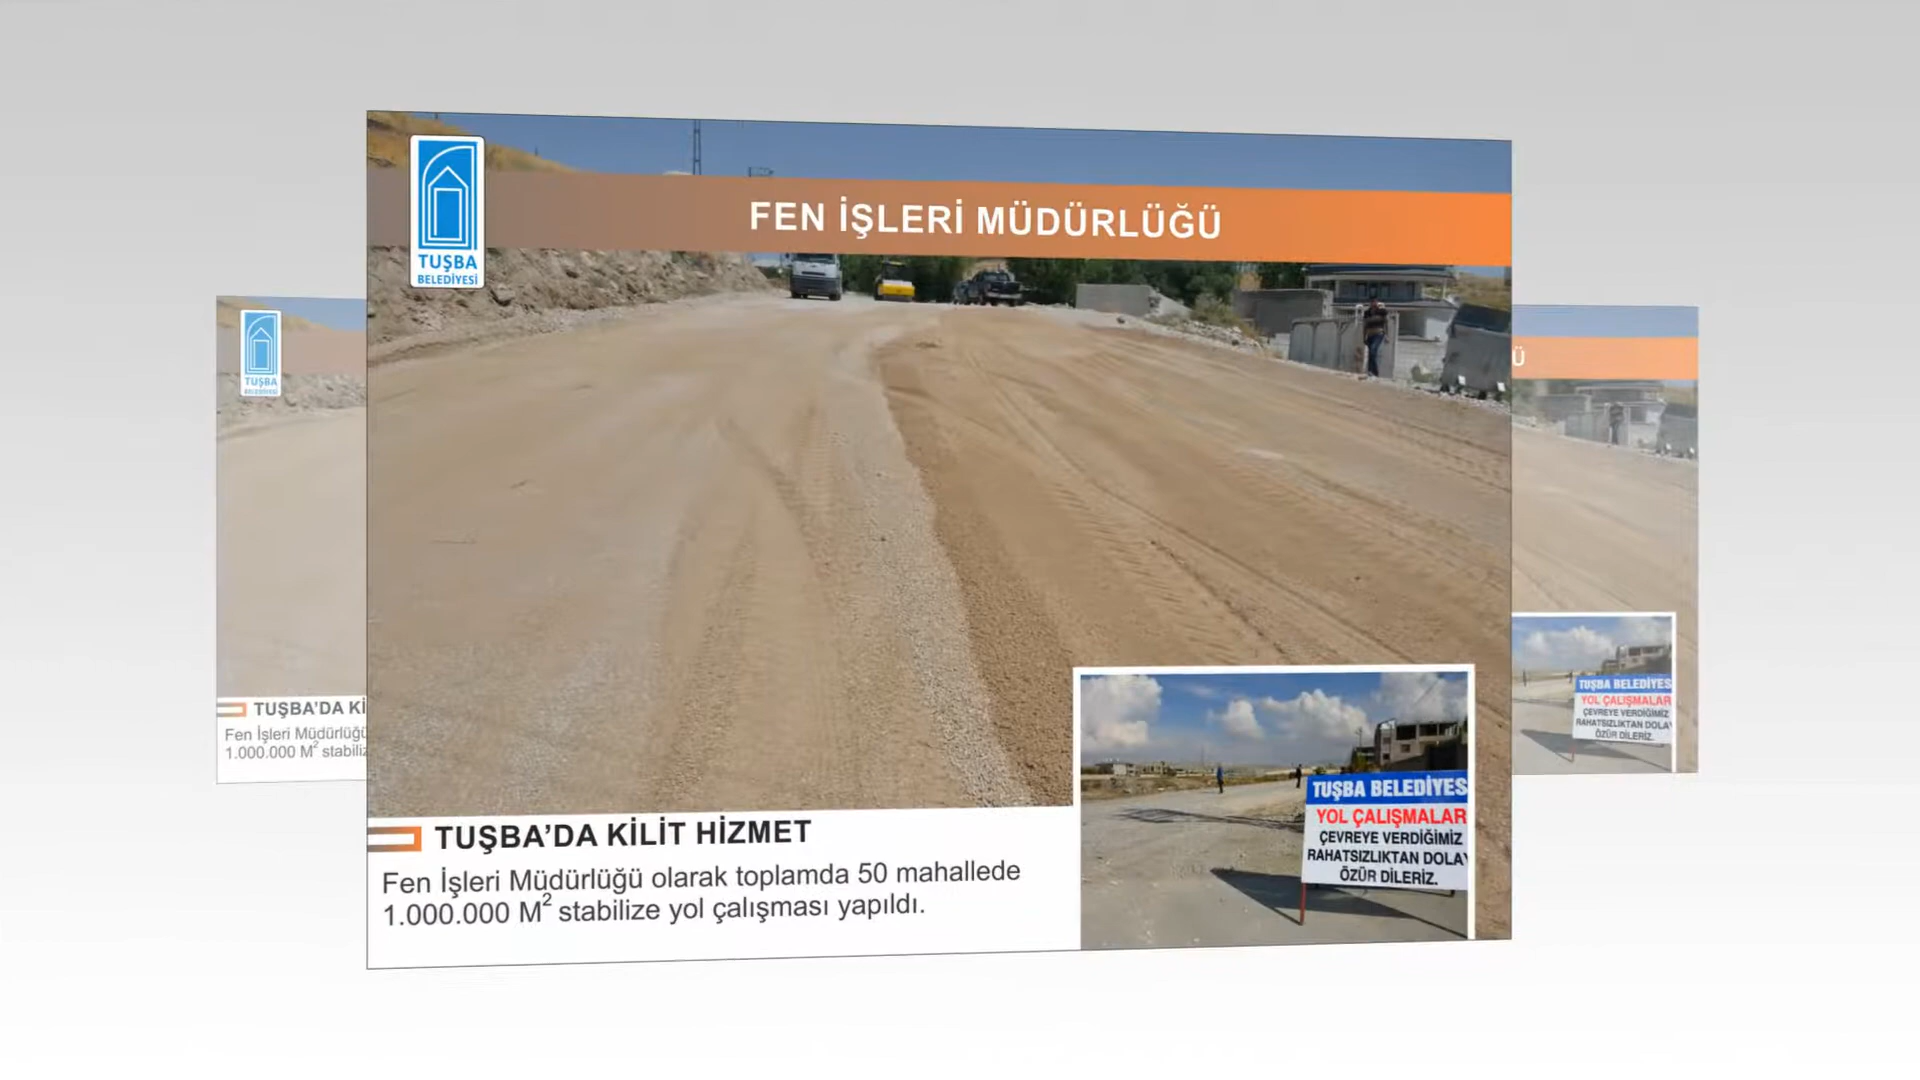 TUŞBA
BELEDİYESİ
FEN İŞLERİ MÜDÜRLÜĞÜ
TUŞBA'DA KİLİT HİZMET
Fen İşleri Müdürlüğü olarak toplamda 50 mahallede
1.000.000 M² stabilize yol çalışması yapıldı.
TUŞBA BELEDİYES
YOL ÇALIŞMALAR
ÇEVREYE VERDİĞİMİZ
RAHATSIZLIKTAN DOLAY
ÖZÜR DİLERİZ.
TUŞBA
BELEDİYESİ
TUŞBA'DA Kİ
Fen İşleri Müdürlüğü
1.000.000 M² stabiliz
Ü
TUŞBA BELEDİYES
YOL ÇALIŞMALAR
ÇEVREYE VERDİĞİMİZ
RAHATSIZLIKTAN DOLAY
ÖZÜR DİLERİZ.